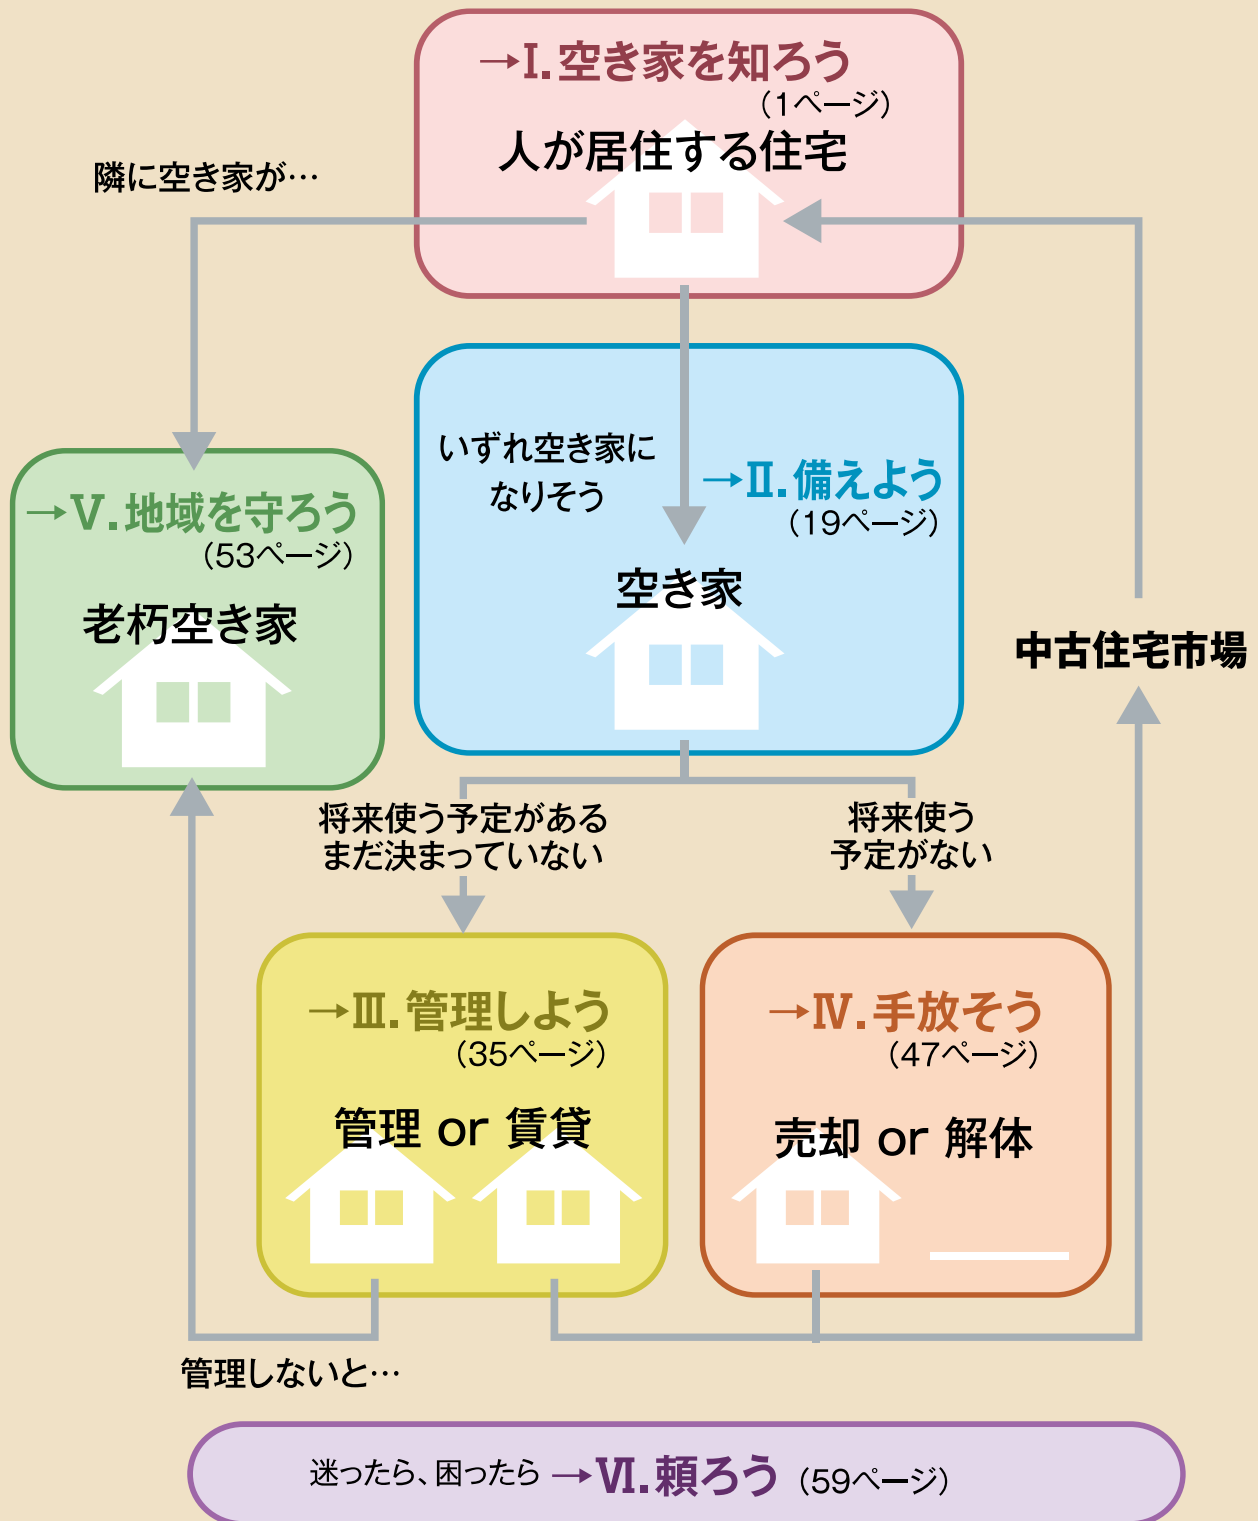 →Ⅰ.空き家を知ろう
（1ページ）
人が居住する住宅
隣に空き家が…
いずれ空き家に
なりそう
→Ⅱ.備えよう
（19ページ）
空き家
→Ⅴ.地域を守ろう
（53ページ）
老朽空き家
中古住宅市場
将来使う予定がある
まだ決まっていない
将来使う
予定がない
→Ⅲ.管理しよう
（35ページ）
管理 or 賃貸
→Ⅳ.手放そう
（47ページ）
売却 or 解体
管理しないと…
迷ったら、困ったら →Ⅵ.頼ろう （59ページ）